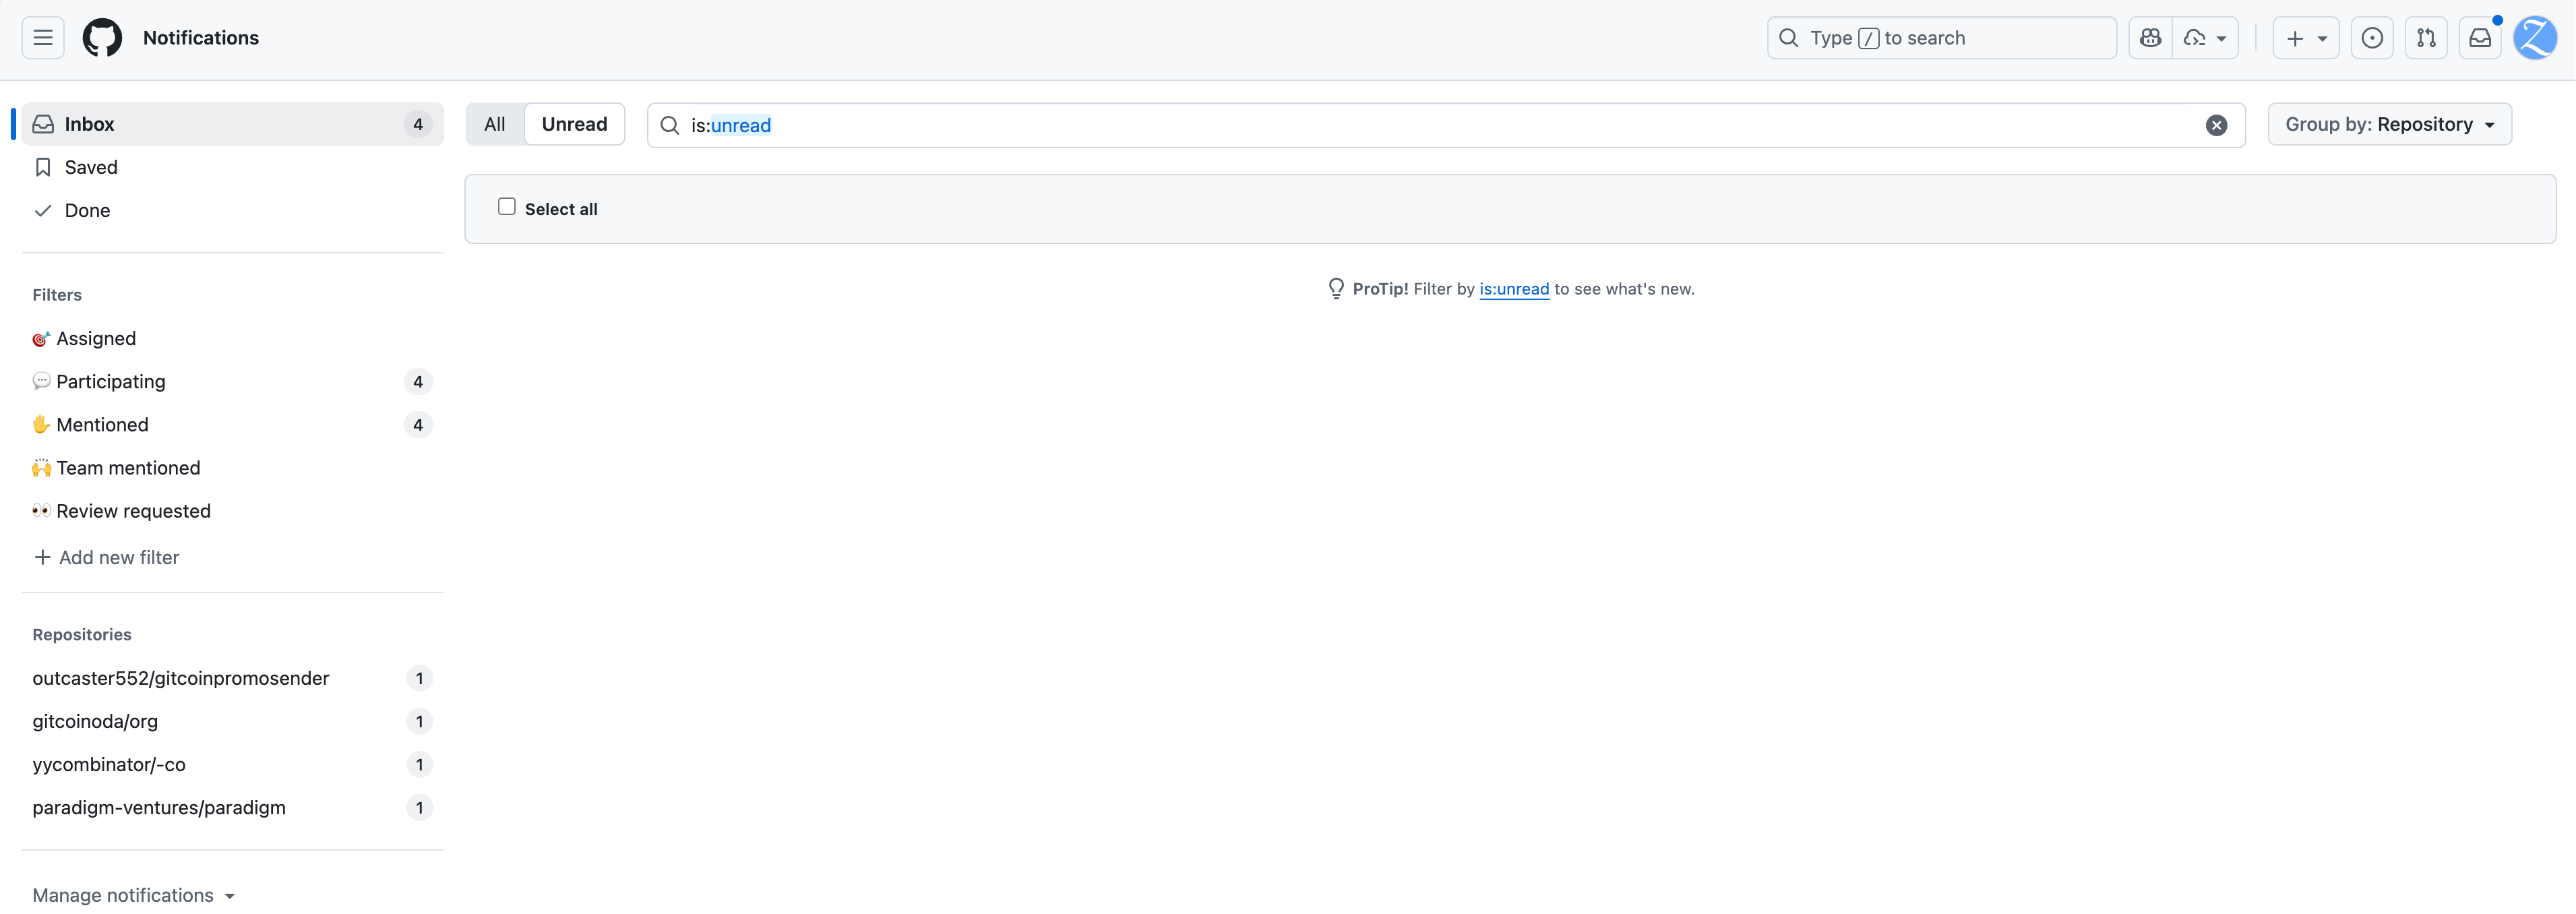 Notifications
Type / to search
Inbox 4
Saved
Done
Filters
Assigned
Participating 4
Mentioned 4
Team mentioned
Review requested
Add new filter
Repositories
outcaster552/gitcoinpromosender 1
gitcoinoda/org 1
yycombinator/-co 1
paradigm-ventures/paradigm 1
Manage notifications
All Unread is:unread Group by: Repository
Select all
ProTip! Filter by is:unread to see what's new.